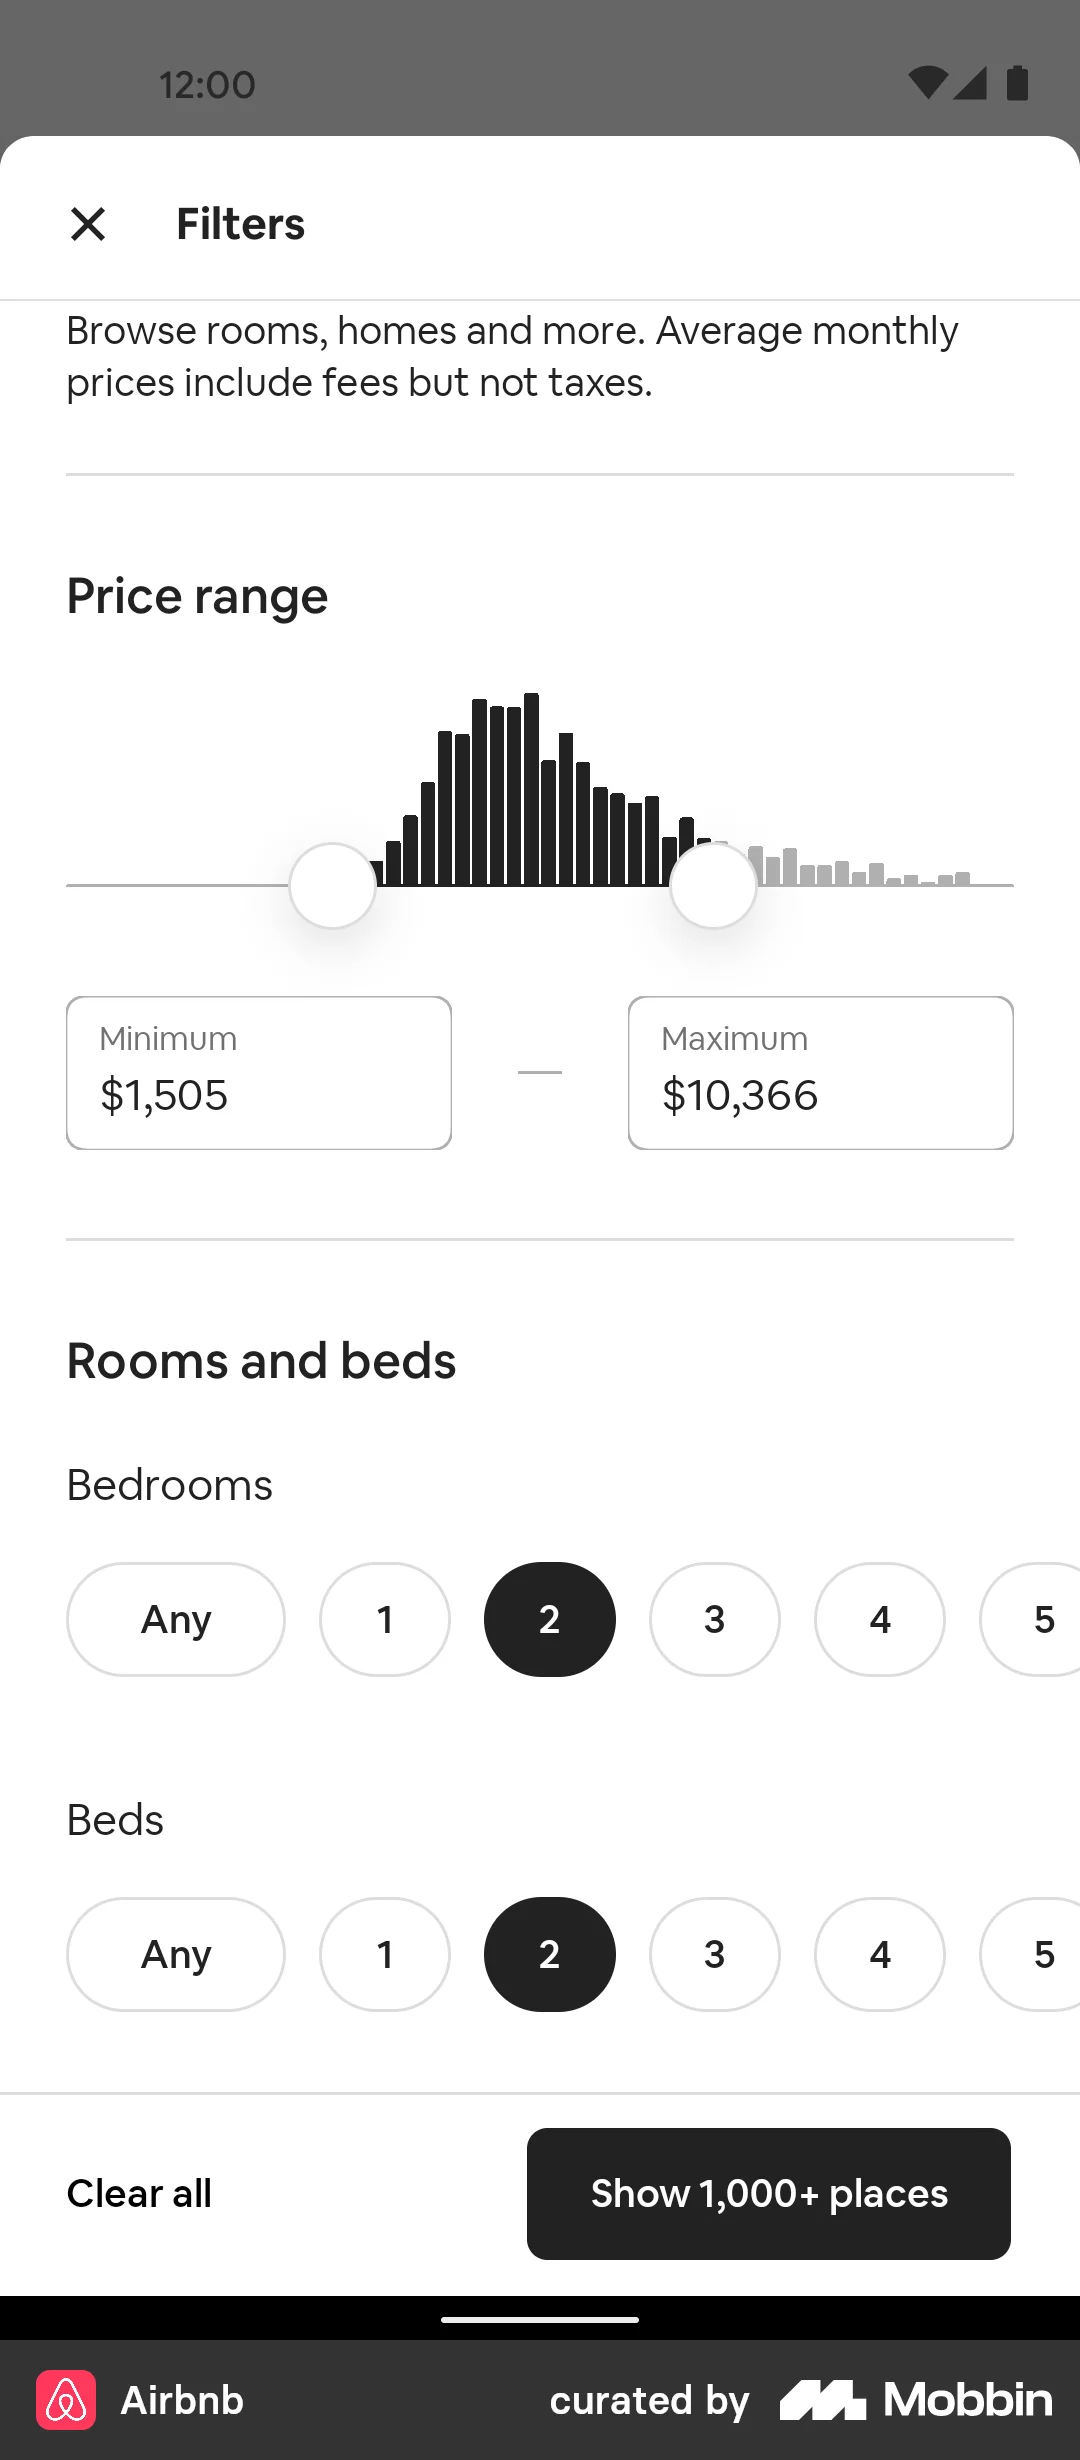 12:00
Filters
Browse rooms, homes and more. Average monthly
prices include fees but not taxes.
Price range
Minimum
$1,505
—
Maximum
$10,366
Rooms and beds
Bedrooms
Any 1 2 3 4 5
Beds
Any 1 2 3 4 5
Clear all
Show 1,000+ places
Airbnb
curated by Mobbin